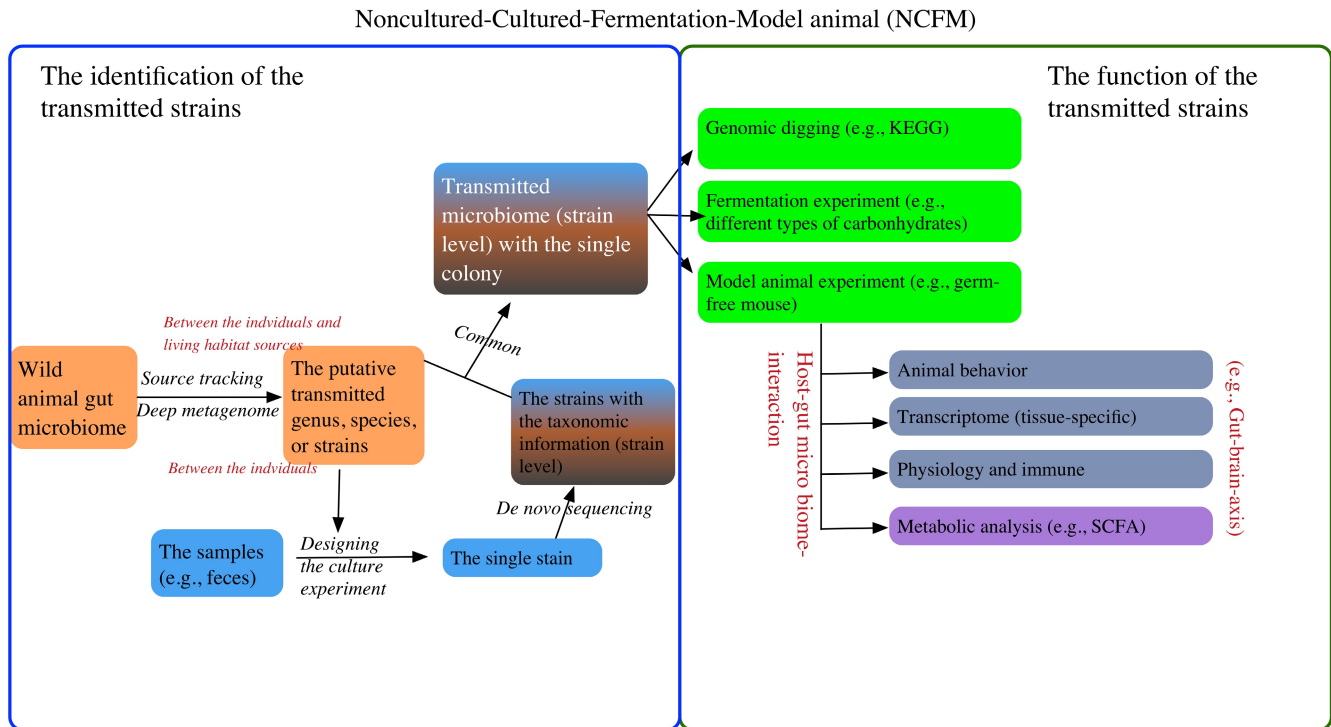 Noncultured-Cultured-Fermentation-Model animal (NCFM)
The identification of the
transmitted strains
Transmitted
microbiome (strain
level) with the single
colony
Between the indviduals and
living habitat sources
Wild
animal gut
microbiome
Source tracking
Deep metagenome
The putative
transmitted
genus, species,
or strains
Common
The strains with
the taxonomic
information (strain
level)
Between the indviduals
De novo sequencing
The samples
(e.g., feces)
Designing
the culture
experiment
The single stain
The function of the
transmitted strains
Genomic digging (e.g., KEGG)
Fermentation experiment (e.g.,
different types of carbonhydrates)
Model animal experiment (e.g., germ-
free mouse)
Host-gut micro biome-
interaction
Animal behavior
Transcriptome (tissue-specific)
Physiology and immune
Metabolic analysis (e.g., SCFA)
(e.g., Gut-brain-axis)